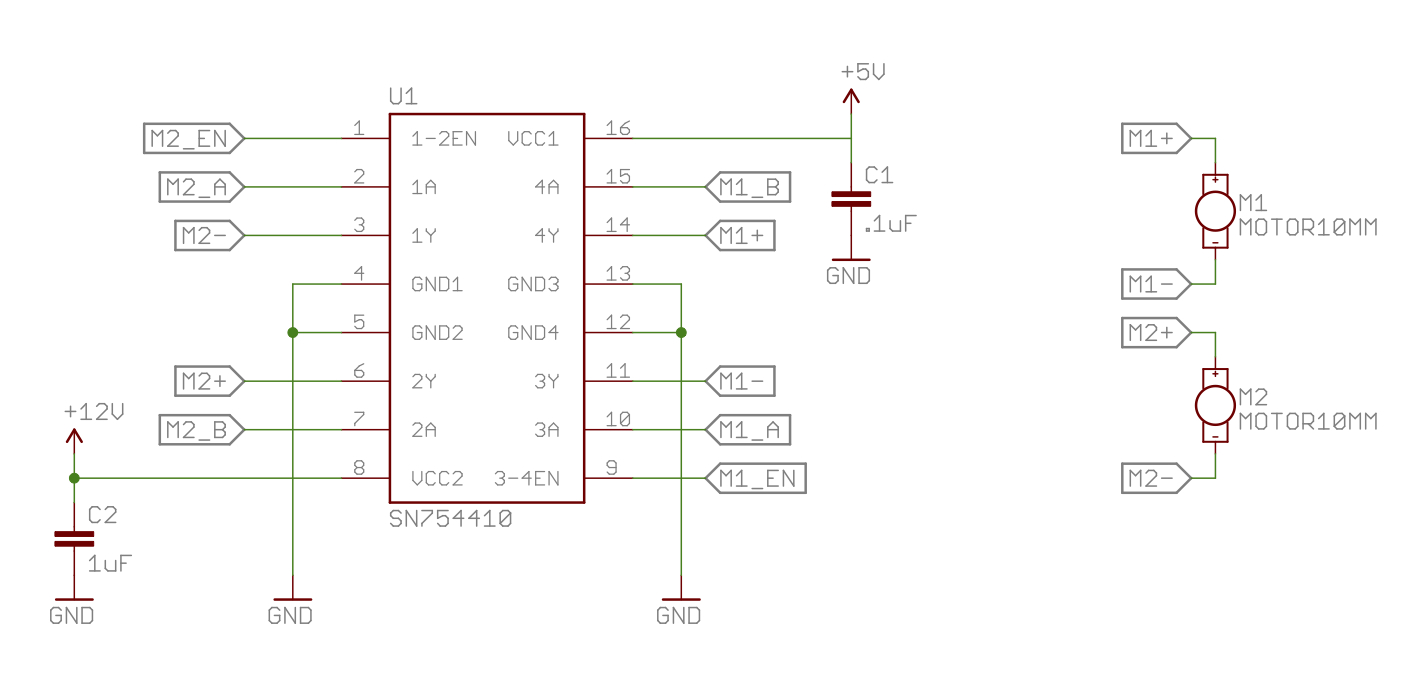 U1
SN754410
M2_EN
1
1-2EN
VCC1
16
M2_A
2
1A
4A
15
M1_B
M2-
3
1Y
4Y
14
M1+
4
GND1
GND3
13
5
GND2
GND4
12
M2+
6
2Y
3Y
11
M1-
M2_B
7
2A
3A
10
M1_A
8
VCC2
3-4EN
9
M1_EN
+12V
C2
1uF
GND
GND
GND
+5V
C1
.1uF
GND
M1+
+
M1
MOTOR10MM
-
M1-
M2+
+
M2
MOTOR10MM
-
M2-